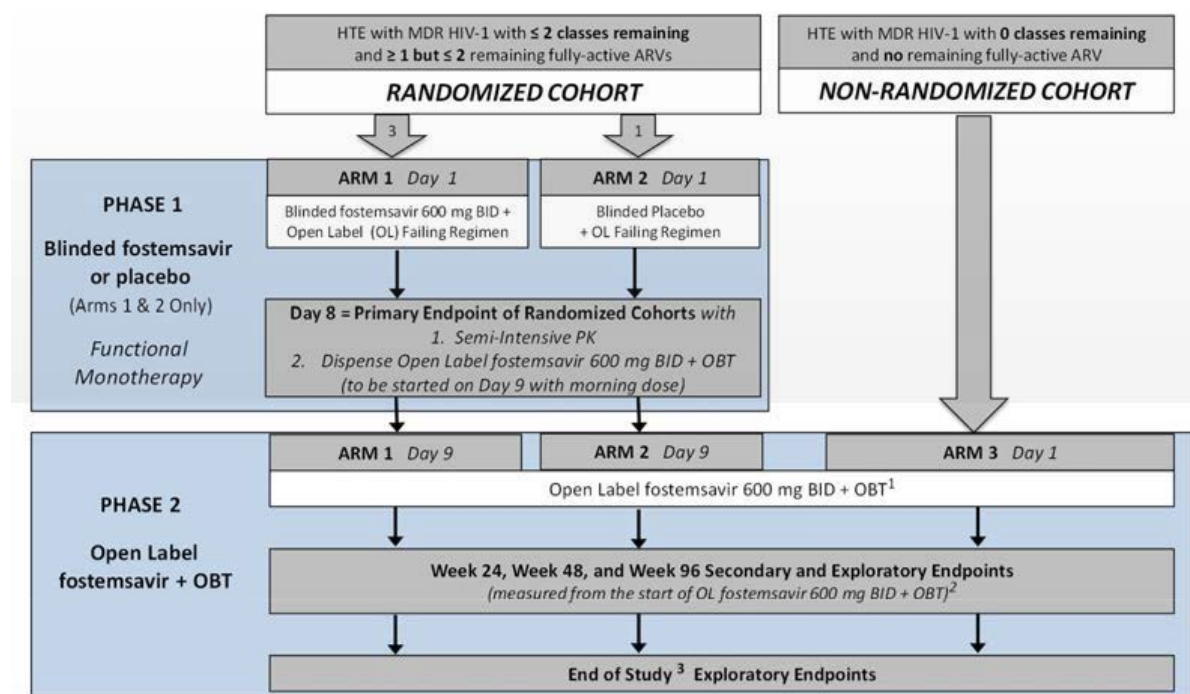 HTE with MDR HIV-1 with ≤ 2 classes remaining
and ≥ 1 but ≤ 2 remaining fully-active ARVs
RANDOMIZED COHORT
HTE with MDR HIV-1 with 0 classes remaining
and no remaining fully-active ARV
NON-RANDOMIZED COHORT
3
1
PHASE 1
Blinded fostemsavir
or placebo
(Arms 1 & 2 Only)
Functional
Monotherapy
ARM 1 Day 1
Blinded fostemsavir 600 mg BID +
Open Label (OL) Failing Regimen
ARM 2 Day 1
Blinded Placebo
+ OL Failing Regimen
Day 8 = Primary Endpoint of Randomized Cohorts with
1. Semi-Intensive PK
2. Dispense Open Label fostemsavir 600 mg BID + OBT
(to be started on Day 9 with morning dose)
PHASE 2
Open Label
fostemsavir + OBT
ARM 1 Day 9
ARM 2 Day 9
ARM 3 Day 1
Open Label fostemsavir 600 mg BID + OBT¹
Week 24, Week 48, and Week 96 Secondary and Exploratory Endpoints
(measured from the start of OL fostemsavir 600 mg BID + OBT)²
End of Study ³ Exploratory Endpoints